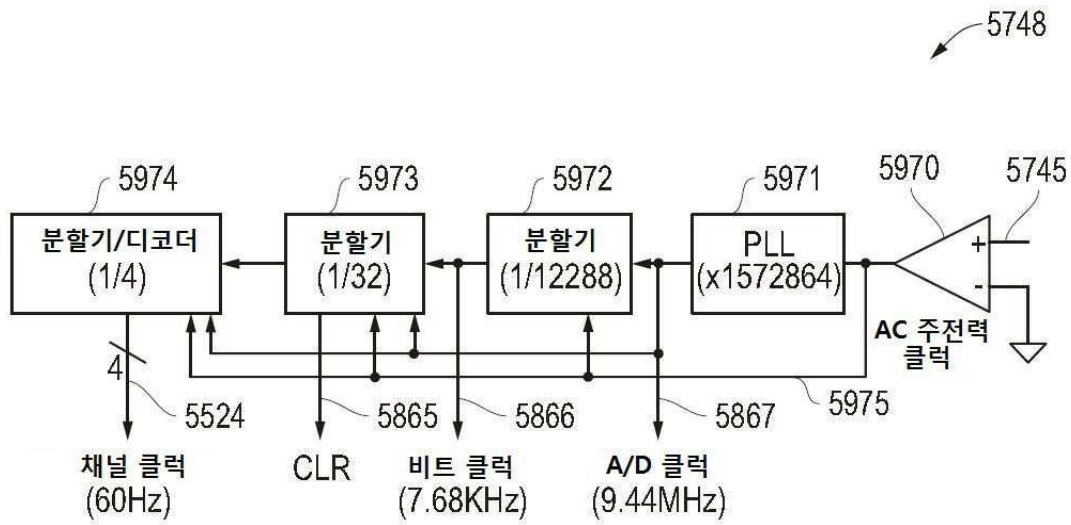 5748
5974
5973
5972
5971
5970
5745
분할기/디코더
(1/4)
분할기
(1/32)
분할기
(1/12288)
PLL
(x1572864)
+
-
AC 주전력
클럭
4
5524
5865
5866
5867
5975
채널 클럭
(60Hz)
CLR
비트 클럭
(7.68KHz)
A/D 클럭
(9.44MHz)